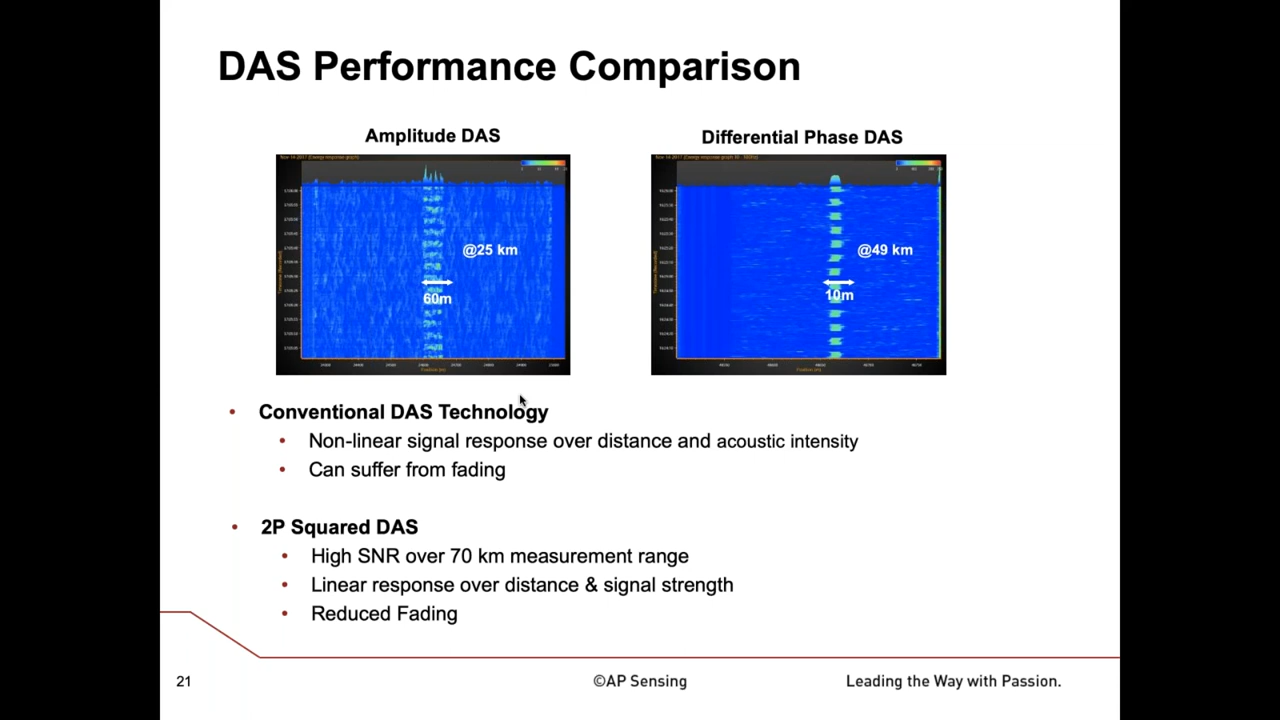 DAS Performance Comparison
Amplitude DAS
Differential Phase DAS
@25 km
60m
@49 km
10m
• Conventional DAS Technology
• Non-linear signal response over distance and acoustic intensity
• Can suffer from fading
• 2P Squared DAS
• High SNR over 70 km measurement range
• Linear response over distance & signal strength
• Reduced Fading
21
©AP Sensing
Leading the Way with Passion.